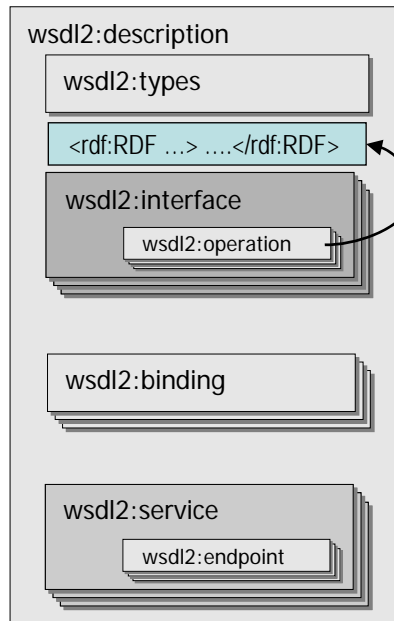 wsdl2:description
wsdl2:types
<rdf:RDF ...> ....</rdf:RDF>
wsdl2:interface
wsdl2:operation
wsdl2:binding
wsdl2:service
wsdl2:endpoint